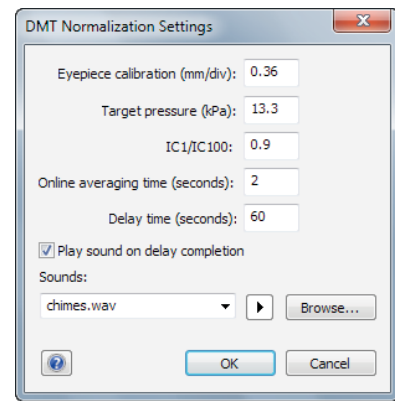 DMT Normalization Settings
Eyepiece calibration (mm/div): 0.36
Target pressure (kPa): 13.3
IC1/IC100: 0.9
Online averaging time (seconds): 2
Delay time (seconds): 60
Play sound on delay completion
Sounds:
chimes.wav Browse...
OK Cancel